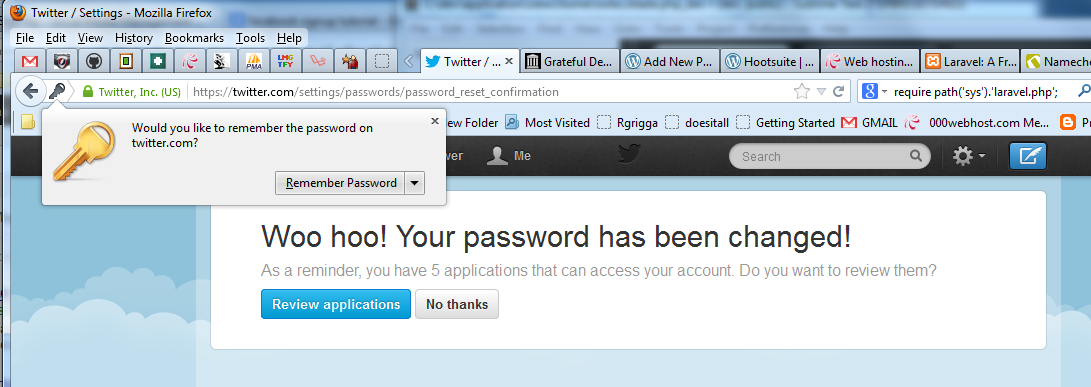 Twitter / Settings - Mozilla Firefox
File Edit View History Bookmarks Tools Help
PMA LMG TFY Twitter / ... Grateful De... Add New P... Hootsuite | ... Web hostin... Laravel: A Fr... Namech
Twitter, Inc. (US) https://twitter.com/settings/passwords/password_reset_confirmation require path('sys').'laravel.php';
ew Folder Most Visited Rgrigga doesitall Getting Started GMAIL 000webhost.com Me... Pr
Would you like to remember the password on
twitter.com?
Remember Password
wer Me Search
Woo hoo! Your password has been changed!
As a reminder, you have 5 applications that can access your account. Do you want to review them?
Review applications No thanks